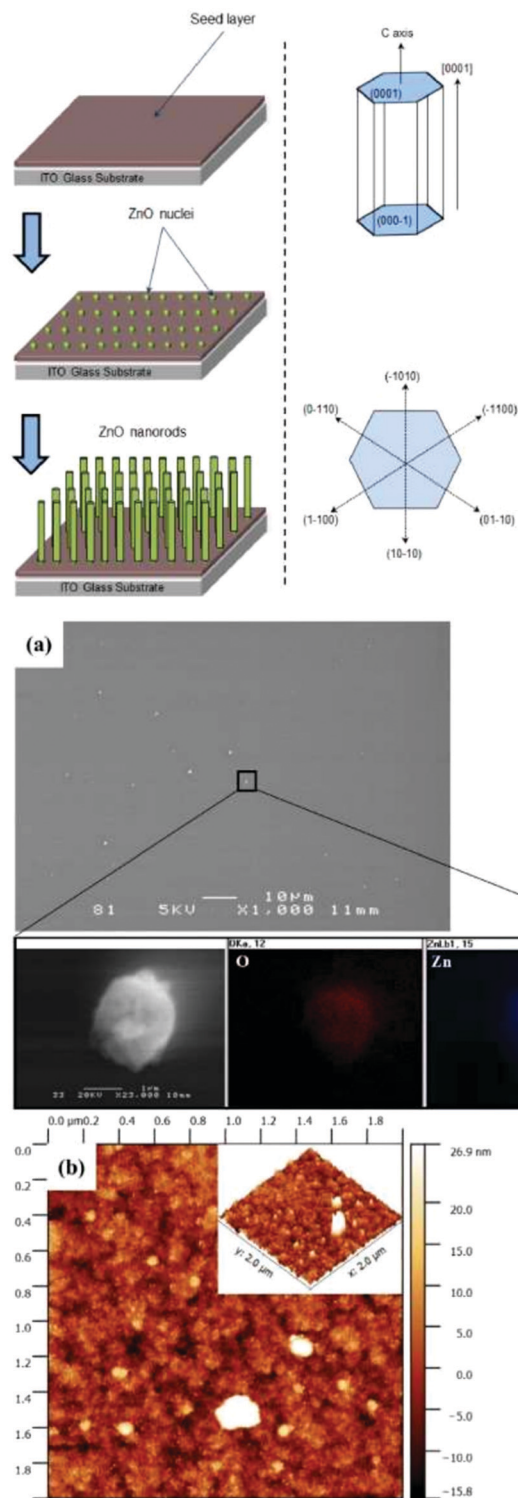 Seed layer
ITO Glass Substrate
ZnO nuclei
ITO Glass Substrate
ZnO nanorods
ITO Glass Substrate
C axis
[0001]
(0001)
(000-1)
(-1010)
(0-110)
(-1100)
(1-100)
(01-10)
(10-10)
(a)
10μm
81 5KV X1,000 11mm
OKa, 12
ZnLb1, 15
O
Zn
1μm
33 20KV X23,000 10mm
0.0 μm 0.2 0.4 0.6 0.8 1.0 1.2 1.4 1.6 1.8
(b)
0.0
0.2
0.4
0.6
0.8
1.0
1.2
1.4
1.6
1.8
y: 2.0 μm
x: 2.0 μm
26.9 nm
20.0
15.0
10.0
5.0
0.0
−5.0
−10.0
−15.8